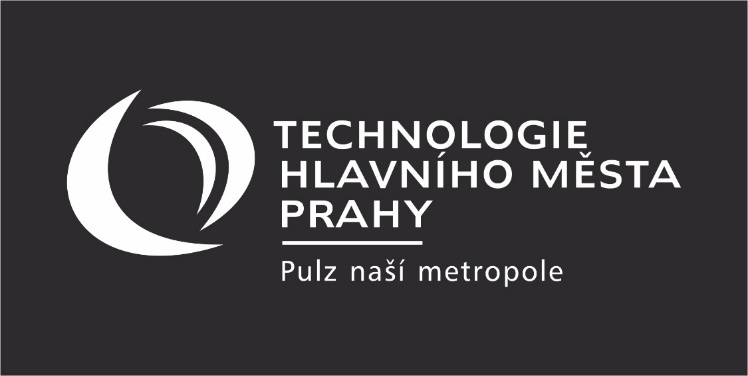 TECHNOLOGIE
HLAVNÍHO MĚSTA
PRAHY
Pulz naší metropole